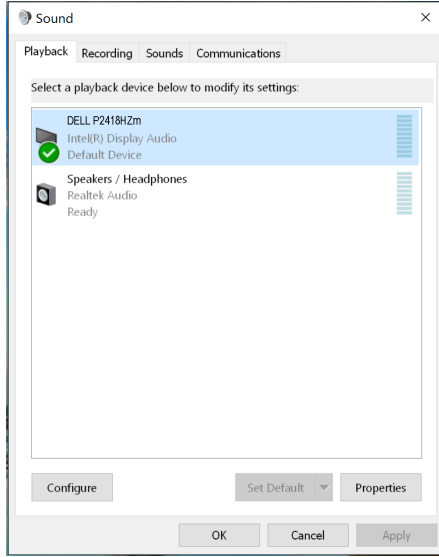 Sound
Playback Recording Sounds Communications
Select a playback device below to modify its settings:
DELL P2418HZm
Intel(R) Display Audio
Default Device
Speakers / Headphones
Realtek Audio
Ready
Configure Set Default Properties
OK Cancel Apply